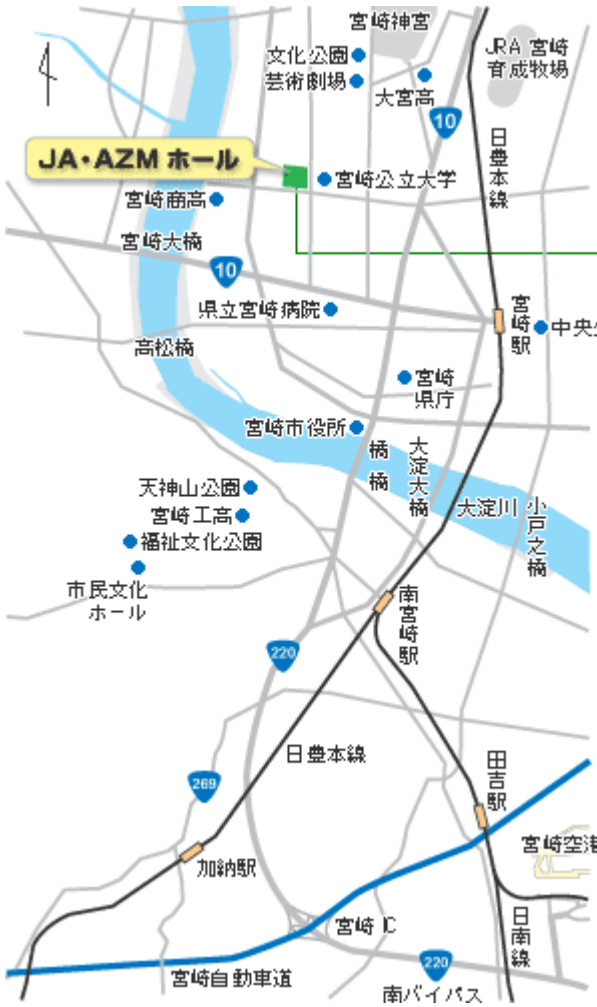 宮崎神宮
文化公園
芸術劇場
大宮高
JRA 宮崎
育成牧場
10
日豊本線
JA・AZM ホール
宮崎公立大学
宮崎商高
宮崎大橋
10
県立宮崎病院
宮崎駅
中央公
高松橋
宮崎
県庁
宮崎市役所
橘橋
大淀大橋
天神山公園
宮崎工高
福祉文化公園
市民文化
ホール
大淀川
小戸之橋
南宮崎駅
220
日豊本線
269
田吉駅
加納駅
宮崎空港
宮崎 IC
日南線
宮崎自動車道
220
南バイパス